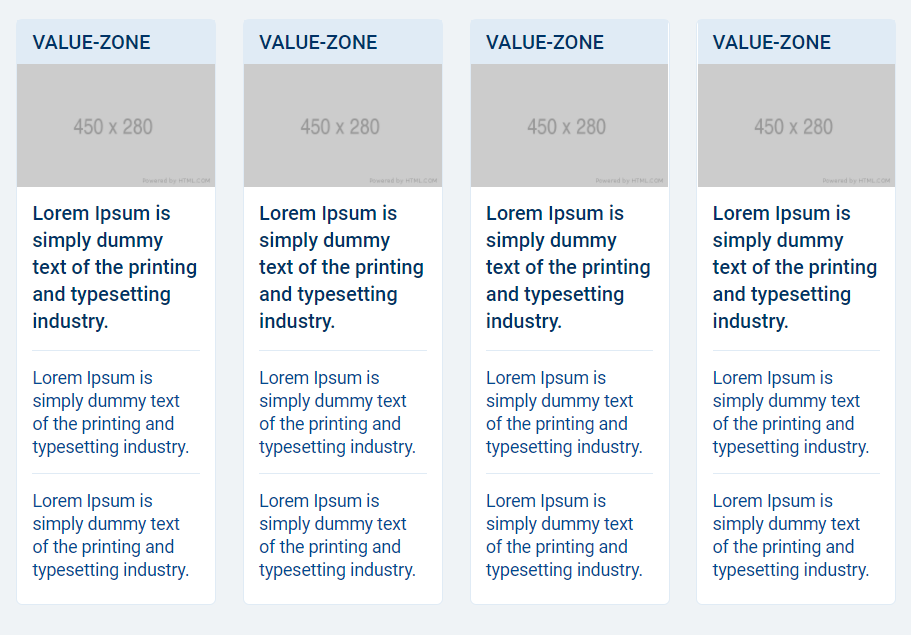 VALUE-ZONE
450 x 280
Powered by HTML.COM
Lorem Ipsum is
simply dummy
text of the printing
and typesetting
industry.
Lorem Ipsum is
simply dummy text
of the printing and
typesetting industry.
Lorem Ipsum is
simply dummy text
of the printing and
typesetting industry.
VALUE-ZONE
450 x 280
Powered by HTML.COM
Lorem Ipsum is
simply dummy
text of the printing
and typesetting
industry.
Lorem Ipsum is
simply dummy text
of the printing and
typesetting industry.
Lorem Ipsum is
simply dummy text
of the printing and
typesetting industry.
VALUE-ZONE
450 x 280
Powered by HTML.COM
Lorem Ipsum is
simply dummy
text of the printing
and typesetting
industry.
Lorem Ipsum is
simply dummy text
of the printing and
typesetting industry.
Lorem Ipsum is
simply dummy text
of the printing and
typesetting industry.
VALUE-ZONE
450 x 280
Powered by HTML.COM
Lorem Ipsum is
simply dummy
text of the printing
and typesetting
industry.
Lorem Ipsum is
simply dummy text
of the printing and
typesetting industry.
Lorem Ipsum is
simply dummy text
of the printing and
typesetting industry.